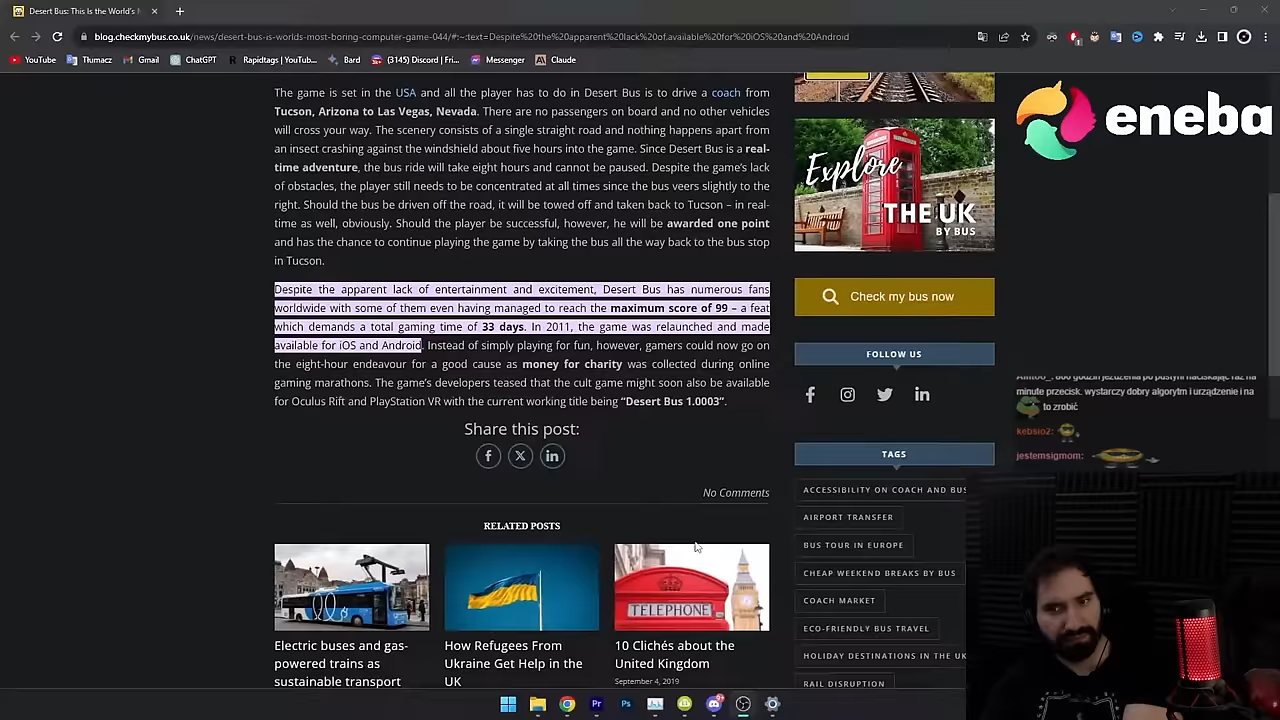 Desert Bus: This Is the World's
blog.checkmybus.co.uk/news/desert-bus-is-worlds-most-boring-computer-game-044/#:~:text=Despite%20the%20apparent%20lack%20of,available%20for%20iOS%20and%20Android
YouTube
Tłumacz
Gmail
ChatGPT
Rapidtags | YouTub...
Bard
(3145) Discord | Fri...
Messenger
Claude
The game is set in the USA and all the player has to do in Desert Bus is to drive a coach from
Tucson, Arizona to Las Vegas, Nevada. There are no passengers on board and no other vehicles
will cross your way. The scenery consists of a single straight road and nothing happens apart from
an insect crashing against the windshield about five hours into the game. Since Desert Bus is a real-
time adventure, the bus ride will take eight hours and cannot be paused. Despite the game's lack
of obstacles, the player still needs to be concentrated at all times since the bus veers slightly to the
right. Should the bus be driven off the road, it will be towed off and taken back to Tucson – in real-
time as well, obviously. Should the player be successful, however, he will be awarded one point
and has the chance to continue playing the game by taking the bus all the way back to the bus stop
in Tucson.
Despite the apparent lack of entertainment and excitement, Desert Bus has numerous fans
worldwide with some of them even having managed to reach the maximum score of 99 – a feat
which demands a total gaming time of 33 days. In 2011, the game was relaunched and made
available for iOS and Android. Instead of simply playing for fun, however, gamers could now go on
the eight-hour endeavour for a good cause as money for charity was collected during online
gaming marathons. The game's developers teased that the cult game might soon also be available
for Oculus Rift and PlayStation VR with the current working title being “Desert Bus 1.0003”.
Share this post:
No Comments
RELATED POSTS
TELEPHONE
Electric buses and gas-
powered trains as
sustainable transport
How Refugees From
Ukraine Get Help in the
UK
10 Clichés about the
United Kingdom
September 4, 2019
Explore
THE UK
BY BUS
Check my bus now
FOLLOW US
TAGS
ACCESSIBILITY ON COACH AND BUS
AIRPORT TRANSFER
BUS TOUR IN EUROPE
CHEAP WEEKEND BREAKS BY BUS
COACH MARKET
ECO-FRIENDLY BUS TRAVEL
HOLIDAY DESTINATIONS IN THE UK
RAIL DISRUPTION
eneba
godzin jeżdżenia po pustyni naciskając raz na
minute przecisk. wystarczy dobry algorytm i urządzenie i na
to zrobić
kebsio2:
jestemsigmom: